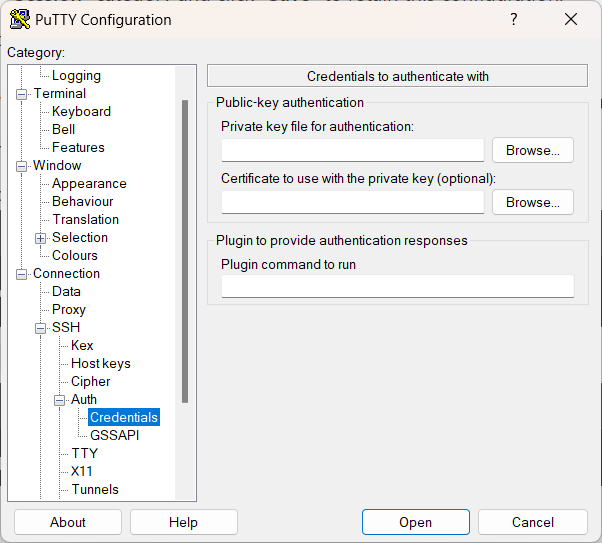 PuTTY Configuration
?
Category:
Logging
Terminal
Keyboard
Bell
Features
Window
Appearance
Behaviour
Translation
Selection
Colours
Connection
Data
Proxy
SSH
Kex
Host keys
Cipher
Auth
Credentials
GSSAPI
TTY
X11
Tunnels
Credentials to authenticate with
Public-key authentication
Private key file for authentication:
Browse...
Certificate to use with the private key (optional):
Browse...
Plugin to provide authentication responses
Plugin command to run
About
Help
Open
Cancel